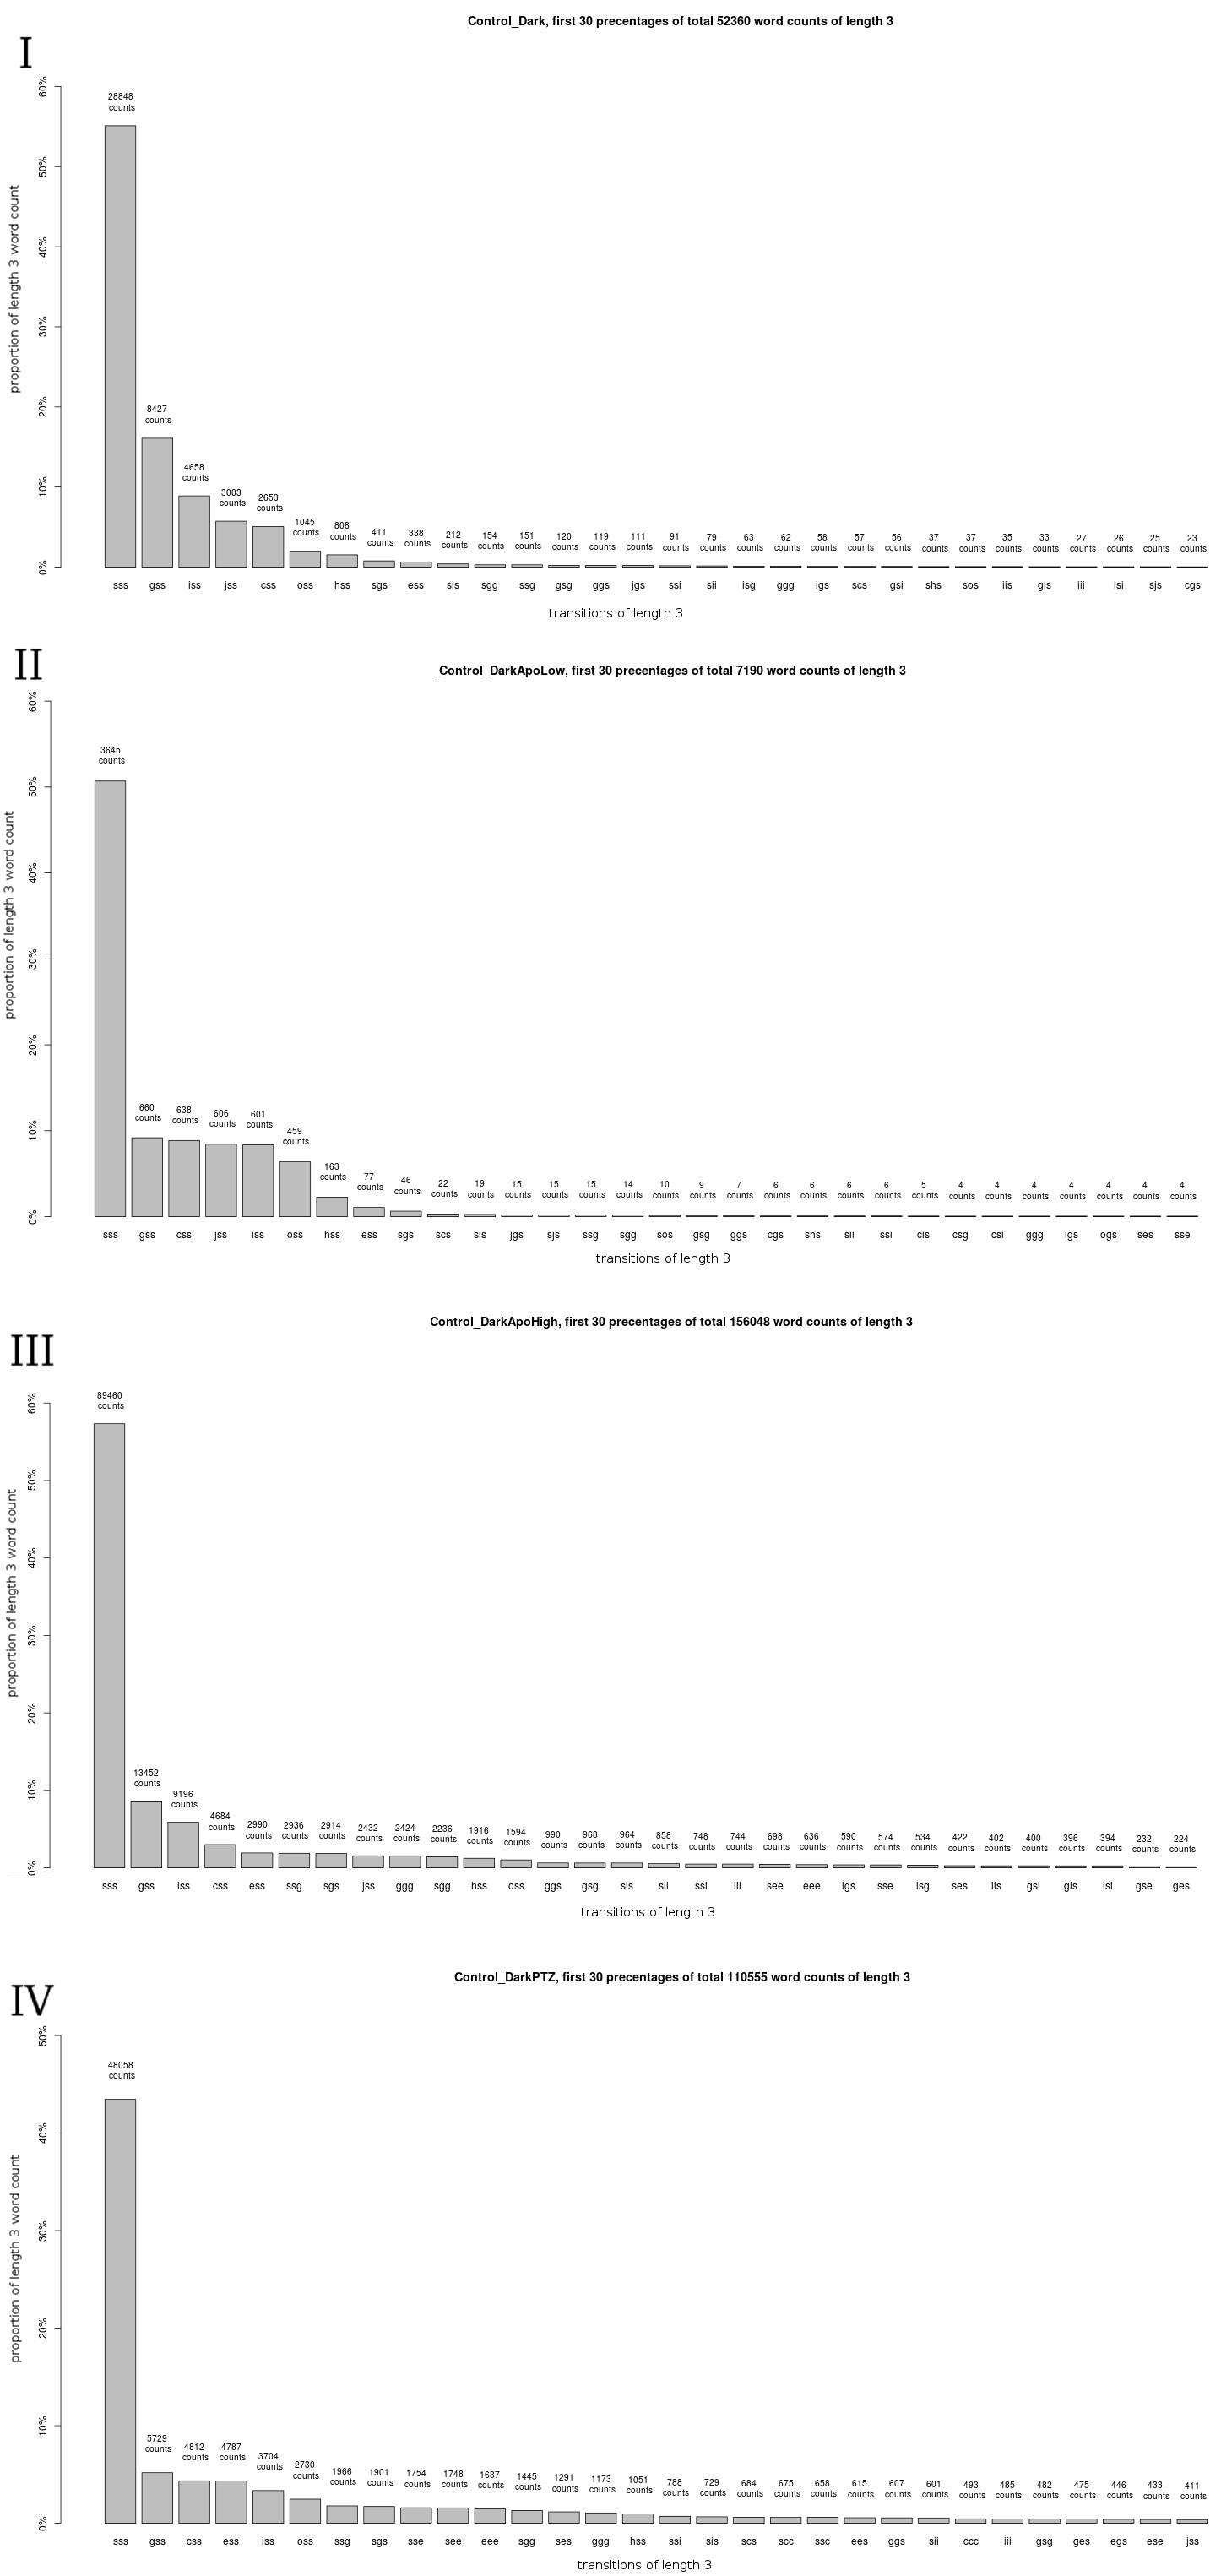 Control_Dark, first 30 precentages of total 52360 word counts of length 3
I
proportion of length 3 word count
60%
50%
40%
30%
20%
10%
0%
28848 8427 4658 3003 2653 1045 808 411 338 212 154 151 120 119 111 91 79 63 62 58 57 56 37 37 35 33 27 26 25 23
counts counts counts counts counts counts counts counts counts counts counts counts counts counts counts counts counts counts counts counts counts counts counts counts counts counts counts counts counts counts
sss gss iss jss css oss hss sgs ess sis sgg ssg gsg ggs jgs ssi sii isg ggg igs scs gsi shs sos iis gis iii isi sjs cgs
transitions of length 3
II
Control_DarkApoLow, first 30 precentages of total 7190 word counts of length 3
proportion of length 3 word count
60%
50%
40%
30%
20%
10%
0%
3645 660 638 606 601 459 163 77 46 22 19 15 15 15 14 10 9 7 6 6 6 6 5 4 4 4 4 4 4 4
counts counts counts counts counts counts counts counts counts counts counts counts counts counts counts counts counts counts counts counts counts counts counts counts counts counts counts counts counts counts
sss gss css jss iss oss hss ess sgs scs sis jgs sjs ssg sgg sos gsg ggs cgs shs sii ssi cis csg csi ggg igs ogs ses sse
transitions of length 3
Control_DarkApoHigh, first 30 precentages of total 156048 word counts of length 3
III
proportion of length 3 word count
60%
50%
40%
30%
20%
10%
0%
89460 13452 9196 4684 2990 2936 2914 2432 2424 2236 1916 1594 990 968 964 858 748 744 698 636 590 574 534 422 402 400 396 394 232 224
counts counts counts counts counts counts counts counts counts counts counts counts counts counts counts counts counts counts counts counts counts counts counts counts counts counts counts counts counts counts
sss gss iss css ess ssg sgs jss ggg sgg hss oss ggs gsg sis sii ssi iii see eee igs sse isg ses iis gsi gis isi gse ges
transitions of length 3
Control_DarkPTZ, first 30 precentages of total 110555 word counts of length 3
IV
proportion of length 3 word count
50%
40%
30%
20%
10%
0%
48058 5729 4812 4787 3704 2730 1966 1901 1754 1748 1637 1445 1291 1173 1051 788 729 684 675 658 615 607 601 493 485 482 475 446 433 411
counts counts counts counts counts counts counts counts counts counts counts counts counts counts counts counts counts counts counts counts counts counts counts counts counts counts counts counts counts counts
sss gss css ess iss oss ssg sgs sse see eee sgg ses ggg hss ssi sis scs scc ssc ees ggs sii ccc iii gsg ges egs ese jss
transitions of length 3